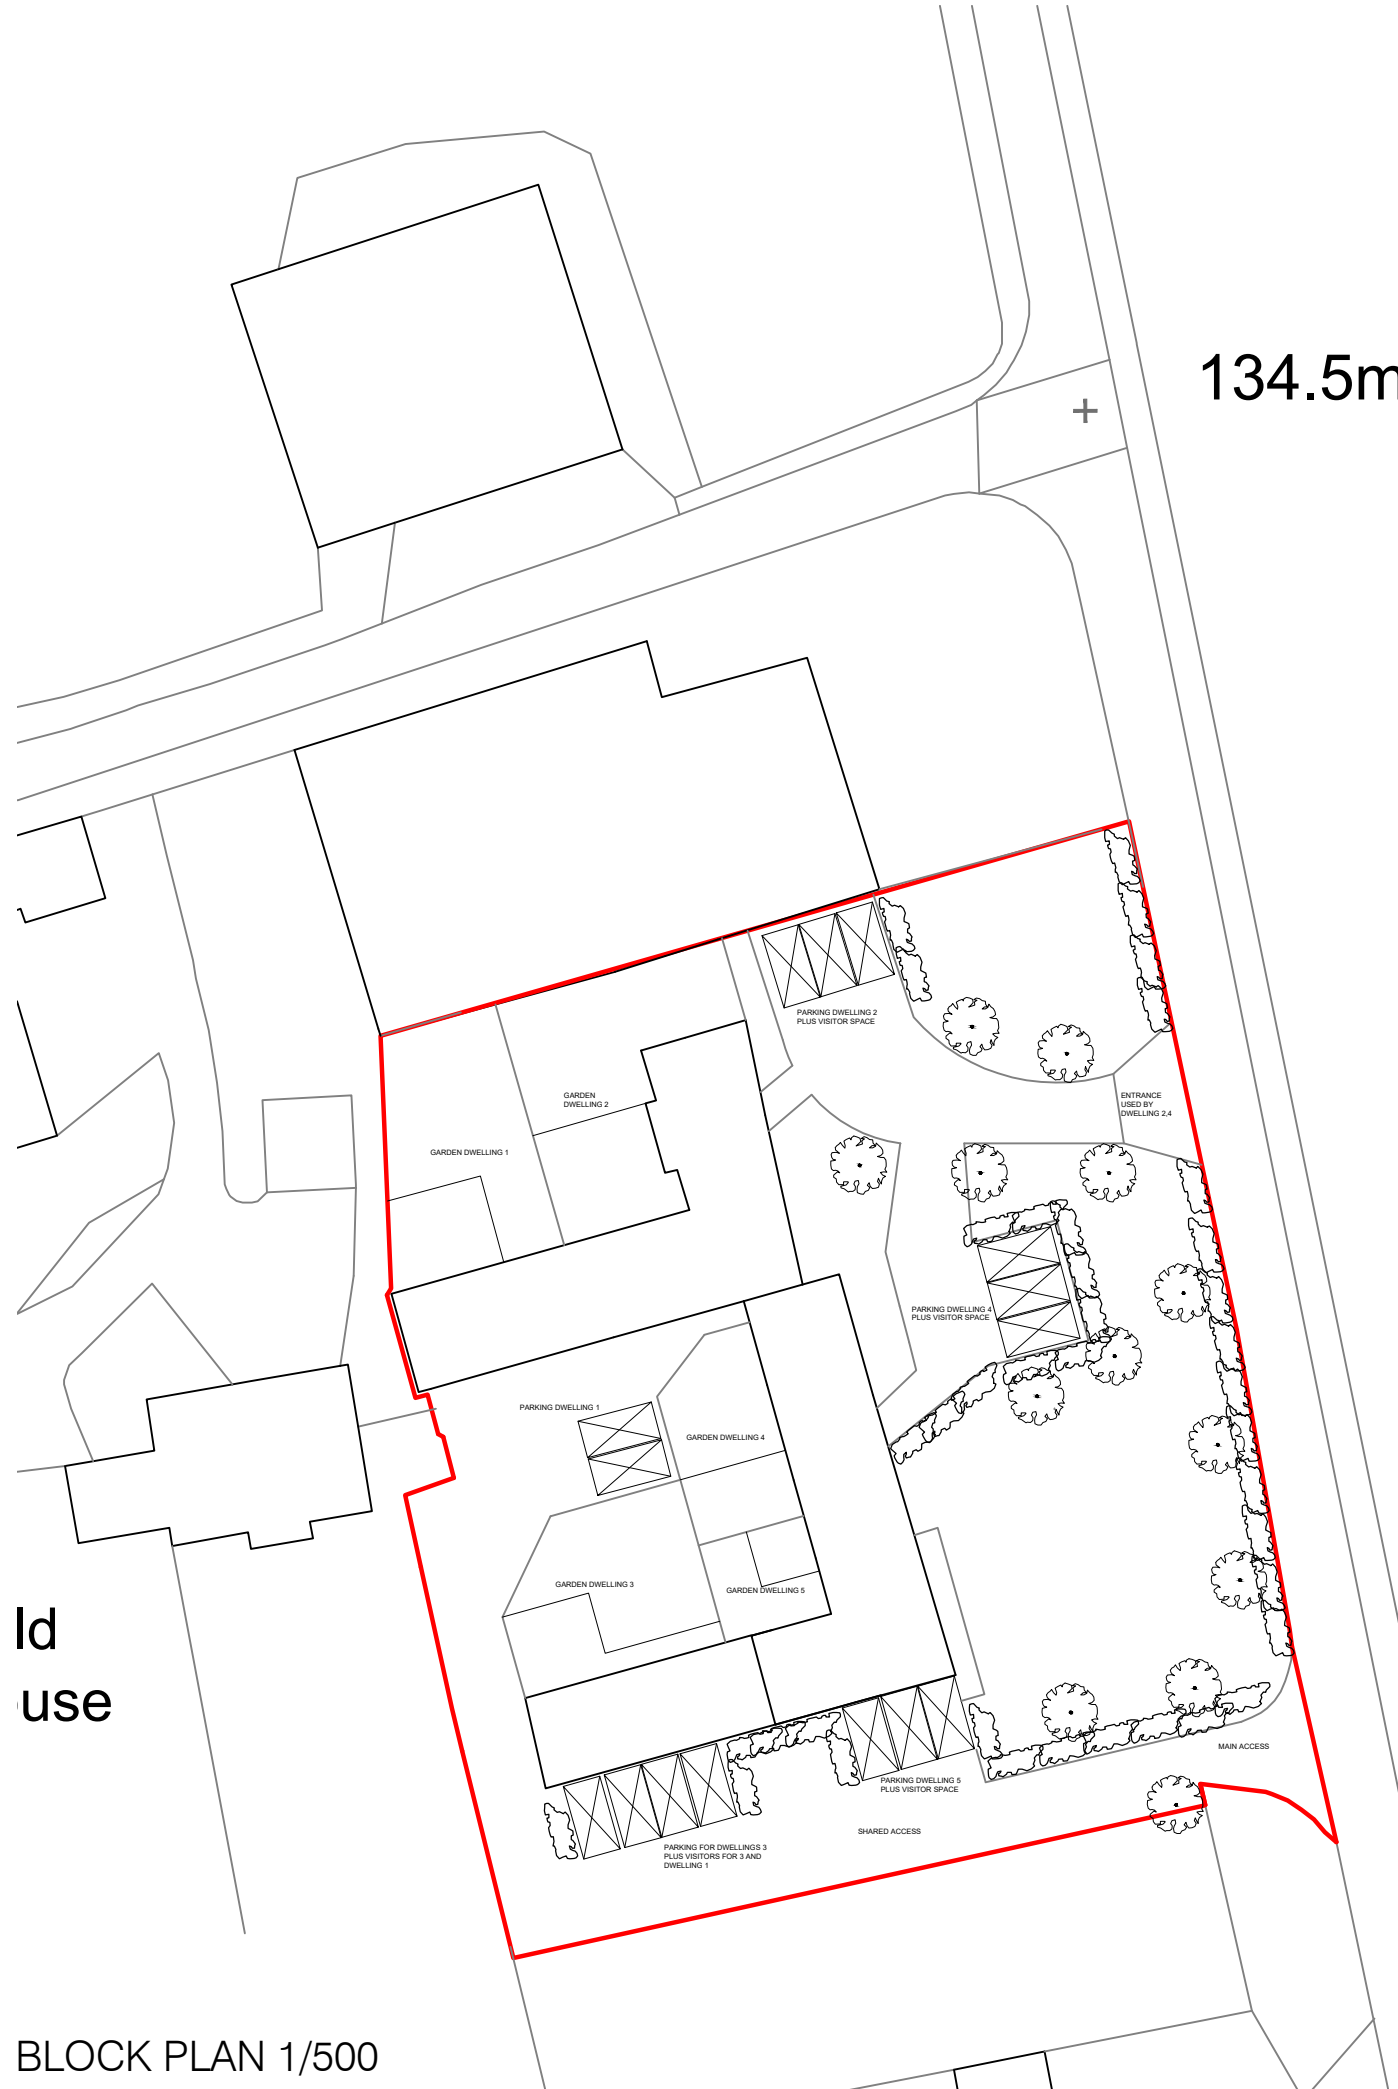 134.5m
PARKING DWELLING 2
PLUS VISITOR SPACE
GARDEN
DWELLING 2
ENTRANCE
USED BY
DWELLING 2,4
GARDEN DWELLING 1
PARKING DWELLING 4
PLUS VISITOR SPACE
PARKING DWELLING 1
GARDEN DWELLING 4
GARDEN DWELLING 3
GARDEN DWELLING 5
ld
use
MAIN ACCESS
PARKING DWELLING 5
PLUS VISITOR SPACE
SHARED ACCESS
PARKING FOR DWELLINGS 3
PLUS VISITORS FOR 3 AND
DWELLING 1
BLOCK PLAN 1/500